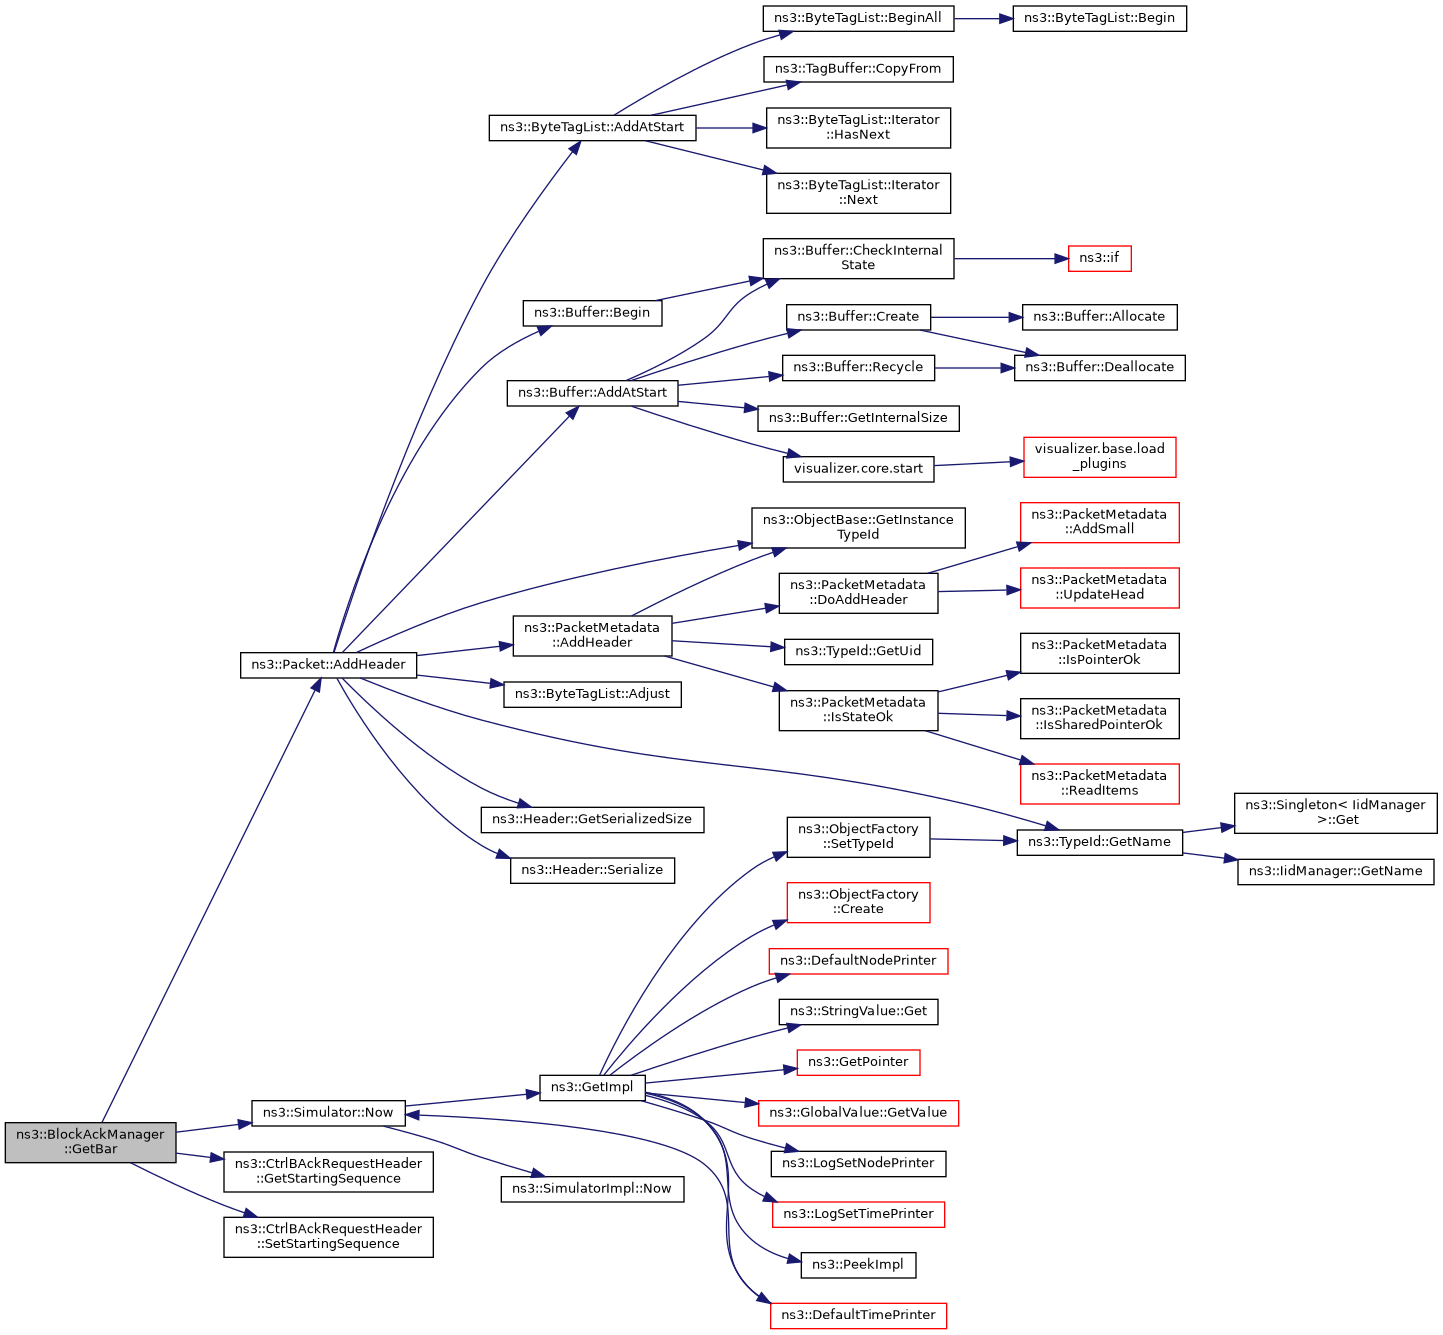 ns3::ByteTagList::BeginAll
ns3::ByteTagList::Begin
ns3::TagBuffer::CopyFrom
ns3::ByteTagList::AddAtStart
ns3::ByteTagList::Iterator
::HasNext
ns3::ByteTagList::Iterator
::Next
ns3::Buffer::CheckInternal
State
ns3::if
ns3::Buffer::Begin
ns3::Buffer::Create
ns3::Buffer::Allocate
ns3::Buffer::Recycle
ns3::Buffer::Deallocate
ns3::Buffer::AddAtStart
ns3::Buffer::GetInternalSize
visualizer.core.start
visualizer.base.load
_plugins
ns3::ObjectBase::GetInstance
TypeId
ns3::PacketMetadata
::AddSmall
ns3::PacketMetadata
::DoAddHeader
ns3::PacketMetadata
::UpdateHead
ns3::PacketMetadata
::AddHeader
ns3::TypeId::GetUid
ns3::PacketMetadata
::IsPointerOk
ns3::Packet::AddHeader
ns3::ByteTagList::Adjust
ns3::PacketMetadata
::IsStateOk
ns3::PacketMetadata
::IsSharedPointerOk
ns3::PacketMetadata
::ReadItems
ns3::Header::GetSerializedSize
ns3::ObjectFactory
::SetTypeId
ns3::TypeId::GetName
ns3::Singleton< IidManager
>::Get
ns3::Header::Serialize
ns3::IidManager::GetName
ns3::ObjectFactory
::Create
ns3::DefaultNodePrinter
ns3::StringValue::Get
ns3::GetPointer
ns3::GetImpl
ns3::GlobalValue::GetValue
ns3::Simulator::Now
ns3::BlockAckManager
::GetBar
ns3::CtrlBAckRequestHeader
::GetStartingSequence
ns3::LogSetNodePrinter
ns3::SimulatorImpl::Now
ns3::LogSetTimePrinter
ns3::CtrlBAckRequestHeader
::SetStartingSequence
ns3::PeekImpl
ns3::DefaultTimePrinter